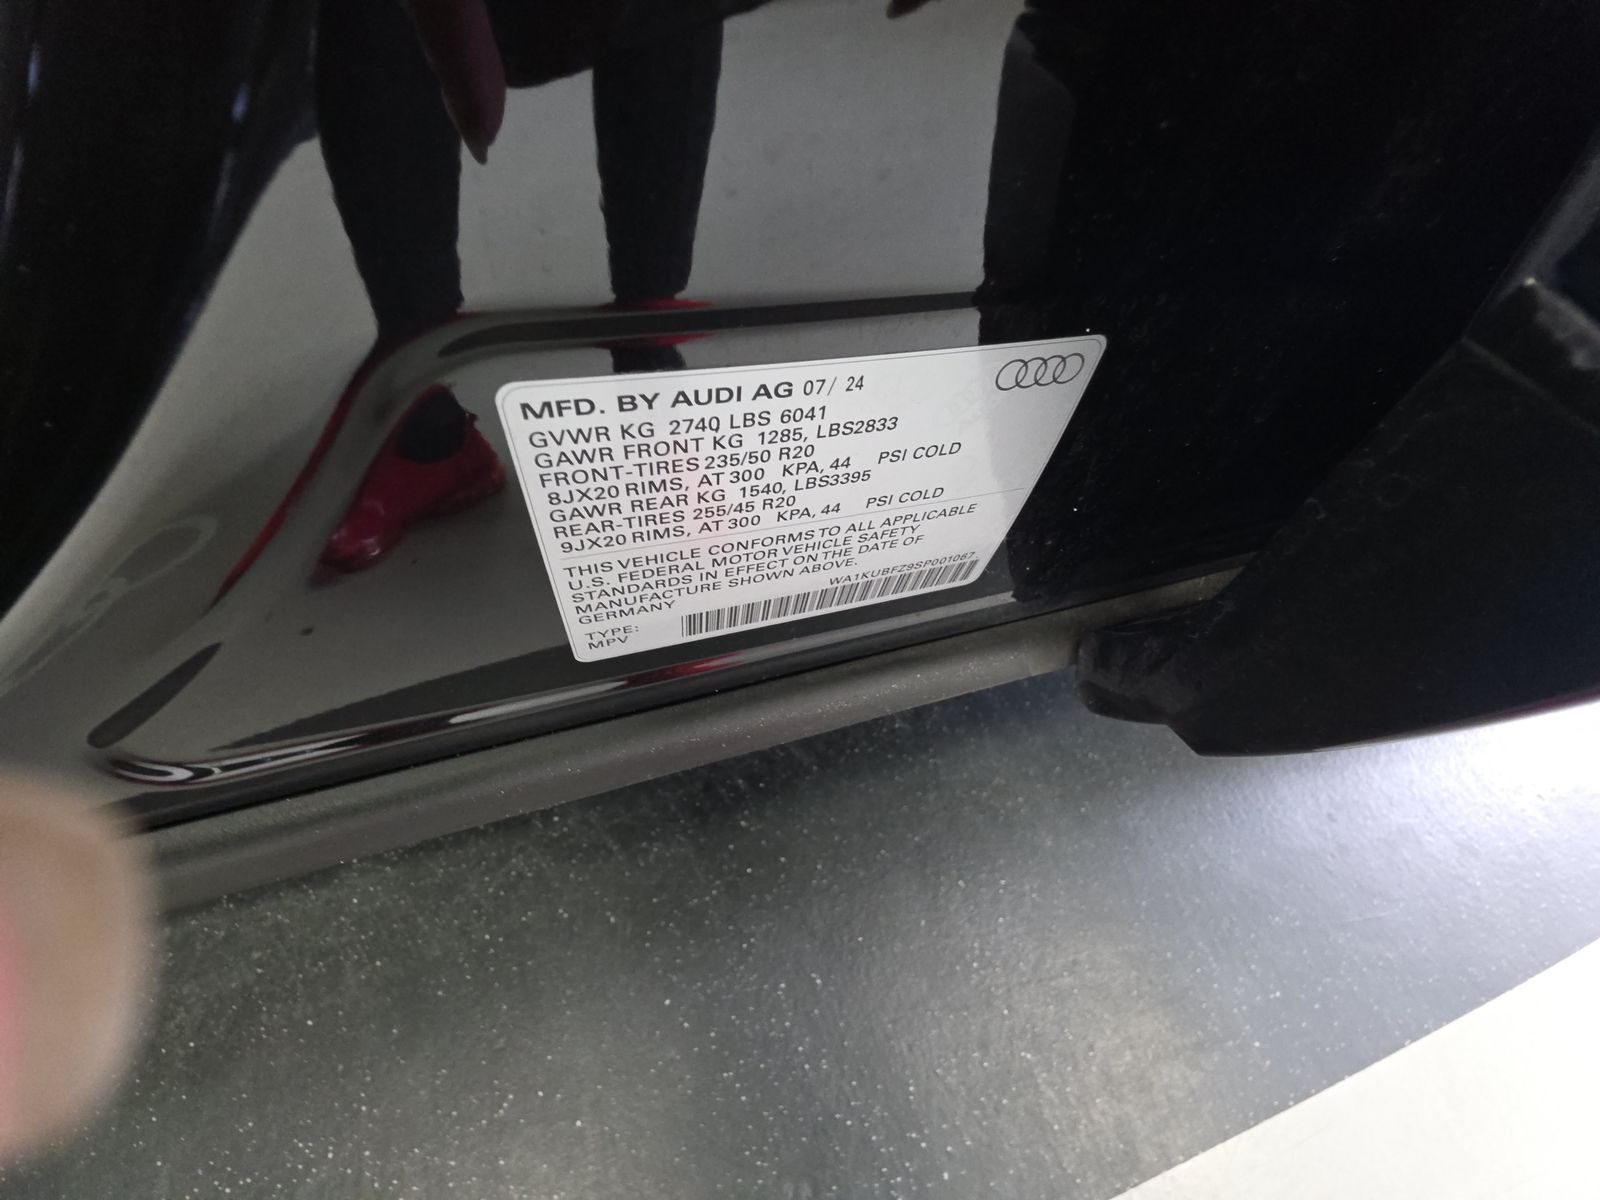 MFD. BY AUDI AG 07/ 24
GVWR KG 2740 LBS 6041
GAWR FRONT KG 1285, LBS2833
FRONT-TIRES 235/50 R20
8JX20 RIMS, AT 300 KPA, 44 PSI COLD
GAWR REAR KG 1540, LBS3395
REAR-TIRES 255/45 R20
9JX20 RIMS, AT 300 KPA, 44 PSI COLD
THIS VEHICLE CONFORMS TO ALL APPLICABLE
U.S. FEDERAL MOTOR VEHICLE SAFETY
STANDARDS IN EFFECT ON THE DATE OF
MANUFACTURE SHOWN ABOVE.
GERMANY
WA1KUBFZ9SP001067
TYPE:
MPV